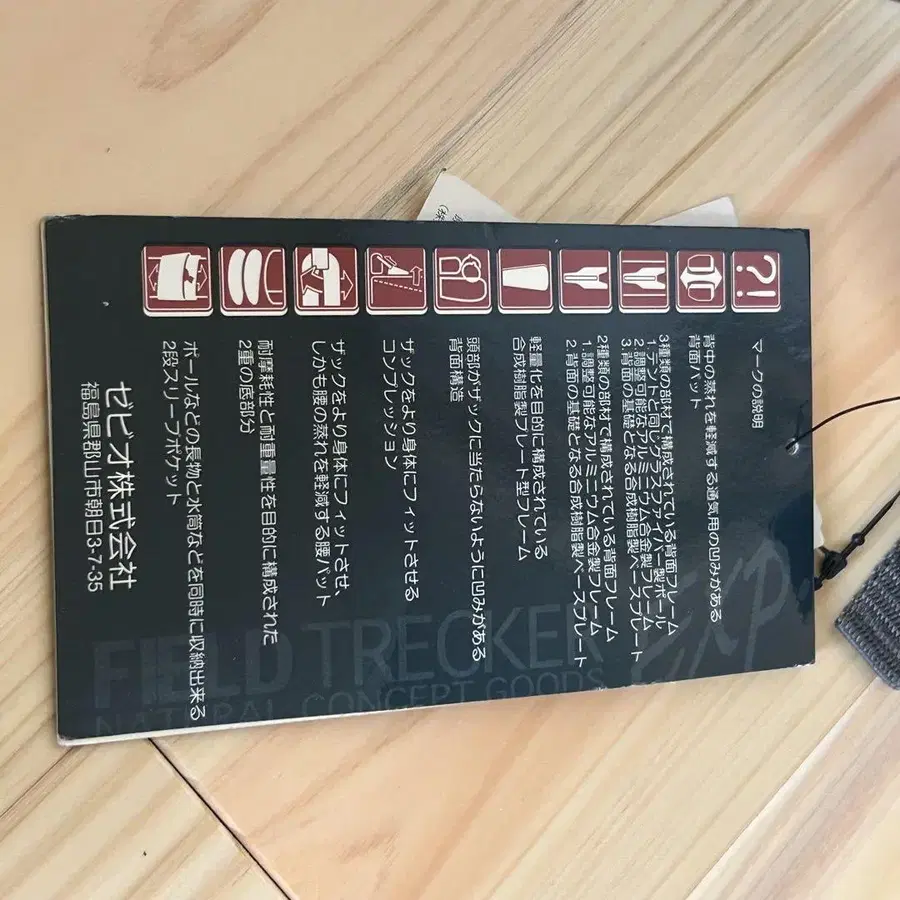 マークの説明
背中の蒸れを軽減する通気用の凹みがある
背面パット
3種類の部材で構成されている背面フレーム
1.テントと同じグラスファイバー製ポール
2.調整可能なアルミニウム合金製フレーム
3.背面の基礎となる合成樹脂製ベースプレート
2種類の部材で構成されている背面フレーム
1.調整可能なアルミニウム合金製フレーム
2.背面の基礎となる合成樹脂製ベースプレート
軽量化を目的に構成されている
合成樹脂製プレート型フレーム
頭部がザックに当たらないように凹みがある
背面構造
ザックをより身体にフィットさせる
コンプレッション
ザックをより身体にフィットさせ、
しかも腰の蒸れを軽減する腰パット
耐摩耗性と耐重量性を目的に構成された
2重の底部分
ポールなどの長物と水筒などを同時に収納出来る
2段スリーブポケット
ゼビオ株式会社
福島県郡山市朝日3-7-35
EXP
FIELD TRECKER
NATURAL CONCEPT GOODS